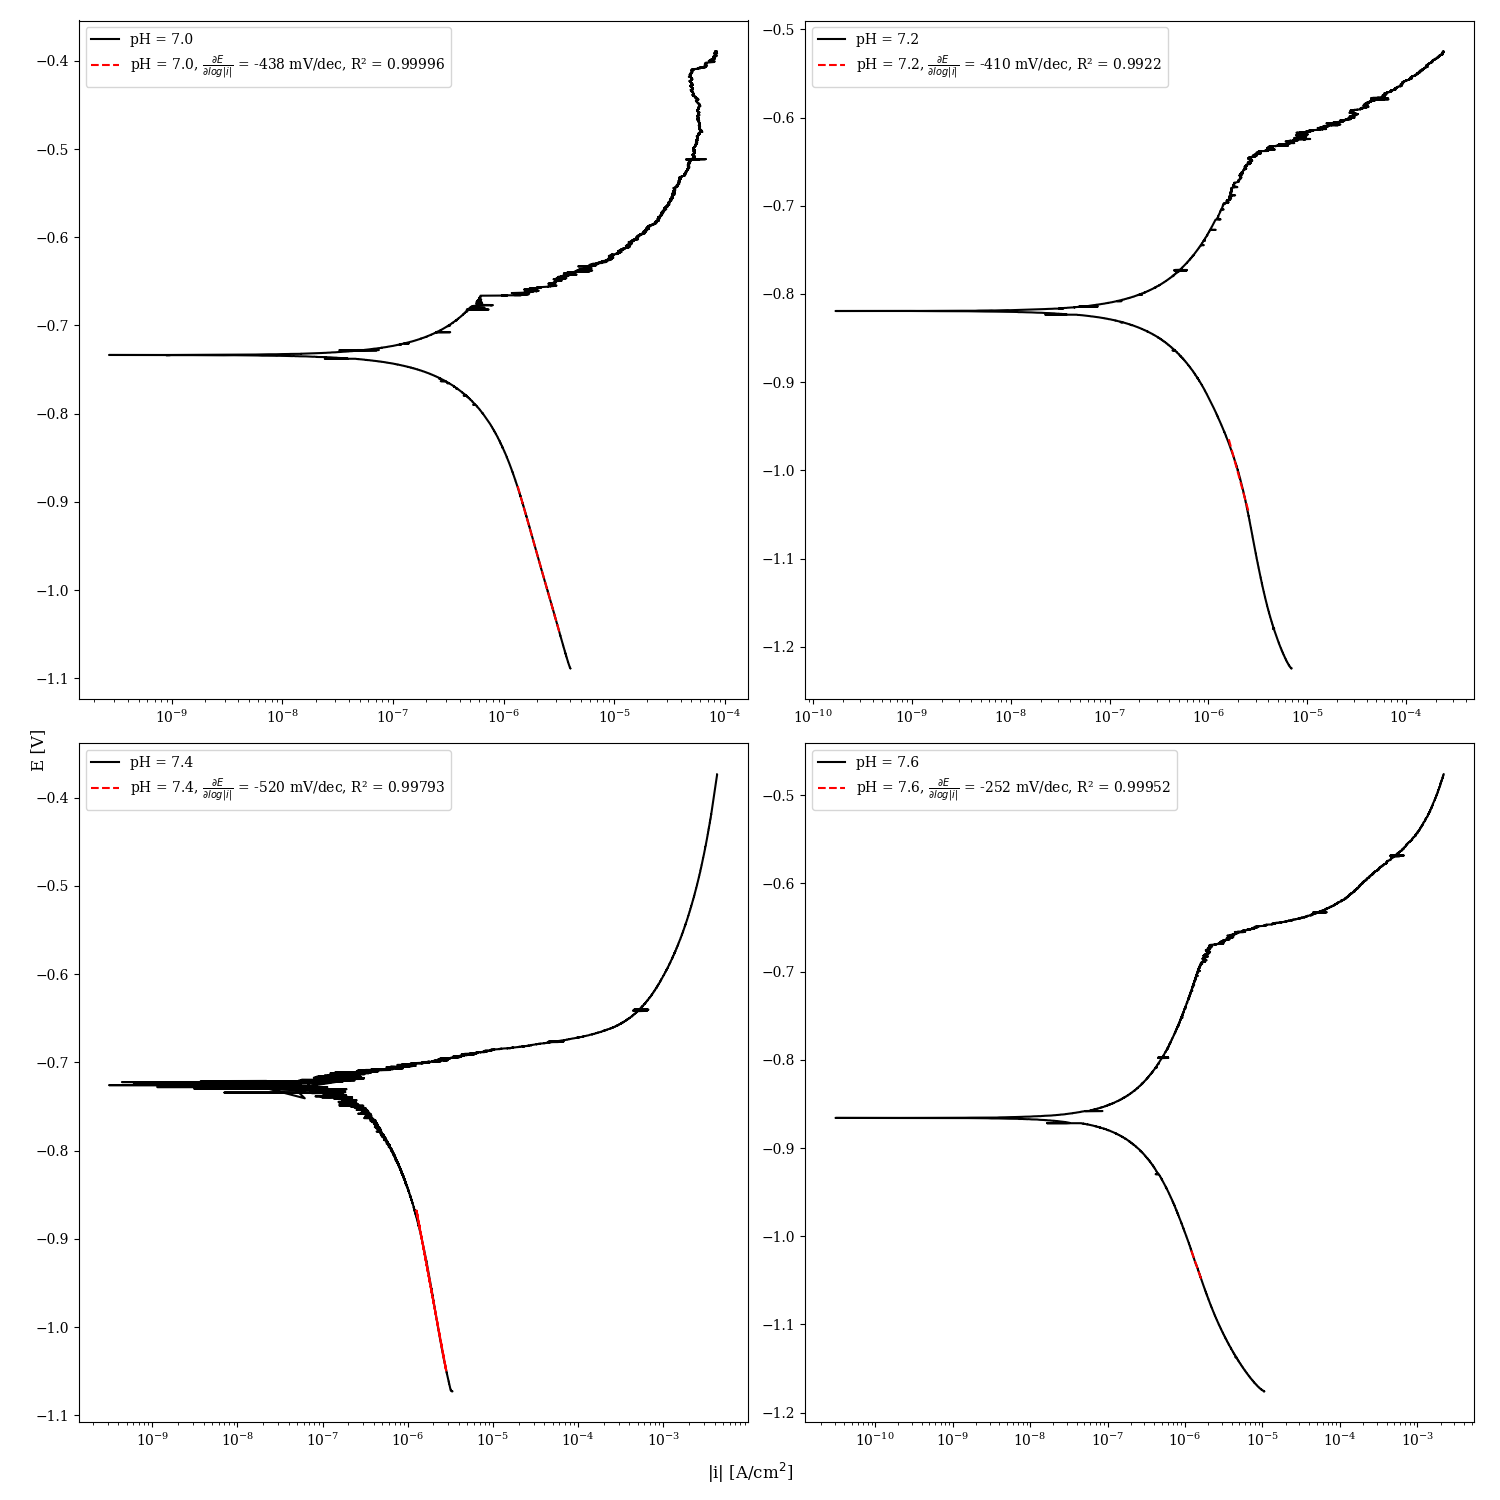 pH = 7.0
pH = 7.0, ∂E/∂log|i| = -438 mV/dec, R² = 0.99996
−0.4
−0.5
−0.6
−0.7
−0.8
−0.9
−1.0
−1.1
10⁻⁹ 10⁻⁸ 10⁻⁷ 10⁻⁶ 10⁻⁵ 10⁻⁴
pH = 7.2
pH = 7.2, ∂E/∂log|i| = -410 mV/dec, R² = 0.9922
−0.5
−0.6
−0.7
−0.8
−0.9
−1.0
−1.1
−1.2
10⁻¹⁰ 10⁻⁹ 10⁻⁸ 10⁻⁷ 10⁻⁶ 10⁻⁵ 10⁻⁴
E [V]
pH = 7.4
pH = 7.4, ∂E/∂log|i| = -520 mV/dec, R² = 0.99793
−0.4
−0.5
−0.6
−0.7
−0.8
−0.9
−1.0
−1.1
10⁻⁹ 10⁻⁸ 10⁻⁷ 10⁻⁶ 10⁻⁵ 10⁻⁴ 10⁻³
pH = 7.6
pH = 7.6, ∂E/∂log|i| = -252 mV/dec, R² = 0.99952
−0.5
−0.6
−0.7
−0.8
−0.9
−1.0
−1.1
−1.2
10⁻¹⁰ 10⁻⁹ 10⁻⁸ 10⁻⁷ 10⁻⁶ 10⁻⁵ 10⁻⁴ 10⁻³
|i| [A/cm²]